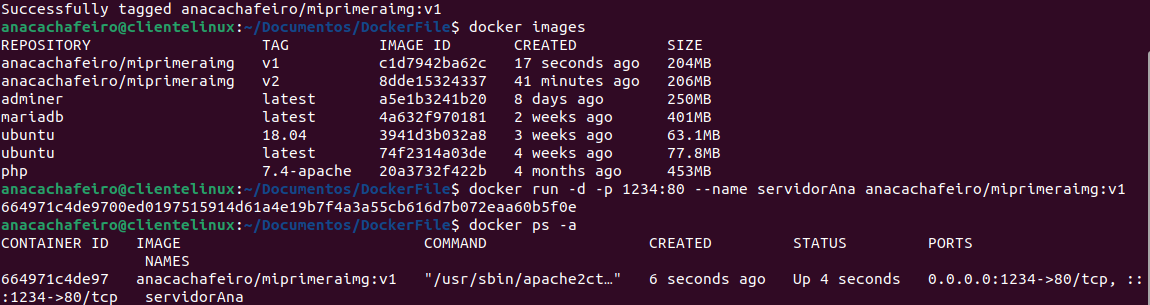 Successfully tagged anacachafeiro/miprimeraimg:v1
anacachafeiro@clientelinux:~/Documentos/DockerFile$ docker images
REPOSITORY                   TAG          IMAGE ID       CREATED          SIZE
anacachafeiro/miprimeraimg   v1           c1d7942ba62c   17 seconds ago   204MB
anacachafeiro/miprimeraimg   v2           8dde15324337   41 minutes ago   206MB
adminer                      latest       a5e1b3241b20   8 days ago       250MB
mariadb                      latest       4a632f970181   2 weeks ago      401MB
ubuntu                       18.04        3941d3b032a8   3 weeks ago      63.1MB
ubuntu                       latest       74f2314a03de   4 weeks ago      77.8MB
php                          7.4-apache   20a3732f422b   4 months ago     453MB
anacachafeiro@clientelinux:~/Documentos/DockerFile$ docker run -d -p 1234:80 --name servidorAna anacachafeiro/miprimeraimg:v1
664971c4de9700ed0197515914d61a4e19b7f4a3a55cb616d7b072eaa60b5f0e
anacachafeiro@clientelinux:~/Documentos/DockerFile$ docker ps -a
CONTAINER ID   IMAGE                           COMMAND                  CREATED         STATUS         PORTS
                NAMES
664971c4de97   anacachafeiro/miprimeraimg:v1   "/usr/sbin/apache2ct…"   6 seconds ago   Up 4 seconds   0.0.0.0:1234->80/tcp, ::
:1234->80/tcp   servidorAna